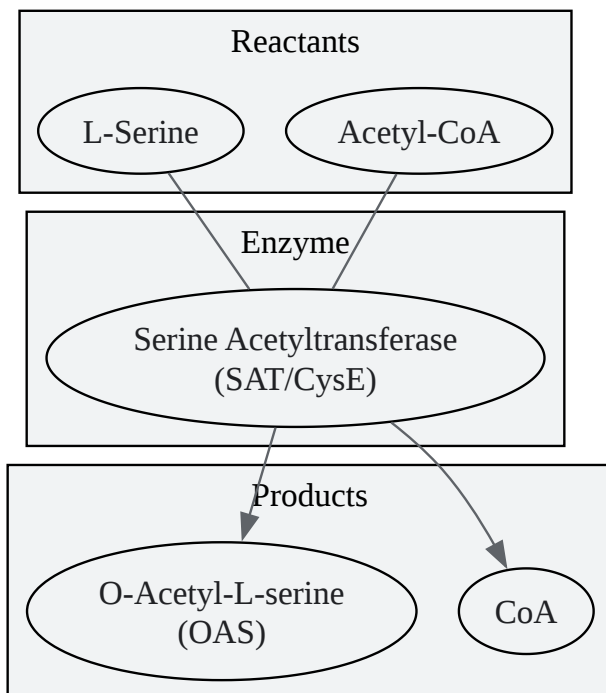 Reactants
L-Serine
Acetyl-CoA
Enzyme
Serine Acetyltransferase
(SAT/CysE)
Products
O-Acetyl-L-serine
(OAS)
CoA